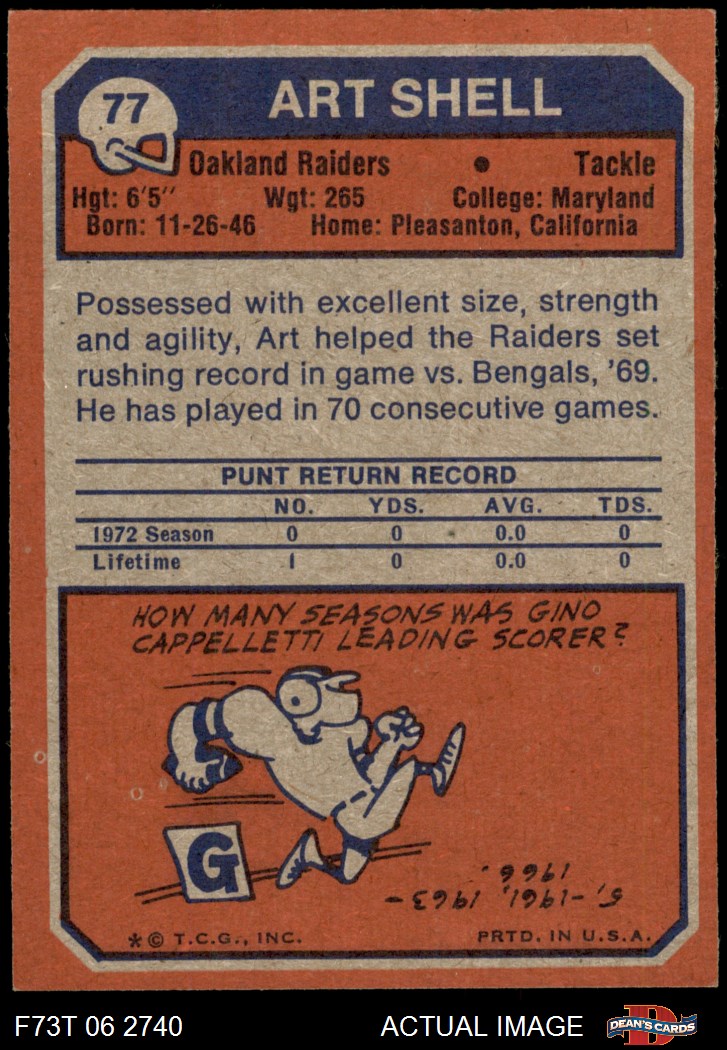 77
ART SHELL
Oakland Raiders • Tackle
Hgt: 6'5" Wgt: 265 College: Maryland
Born: 11-26-46 Home: Pleasanton, California
Possessed with excellent size, strength
and agility, Art helped the Raiders set
rushing record in game vs. Bengals, '69.
He has played in 70 consecutive games.
PUNT RETURN RECORD
NO. YDS. AVG. TDS.
1972 Season 0 0 0.0 0
Lifetime 1 0 0.0 0
HOW MANY SEASONS WAS GINO
CAPPELLETTI LEADING SCORER?
G
5,-1961, 1963-
1966.
* © T.C.G., INC. PRTD. IN U.S.A.
F73T 06 2740 ACTUAL IMAGE DEAN'S CARDS